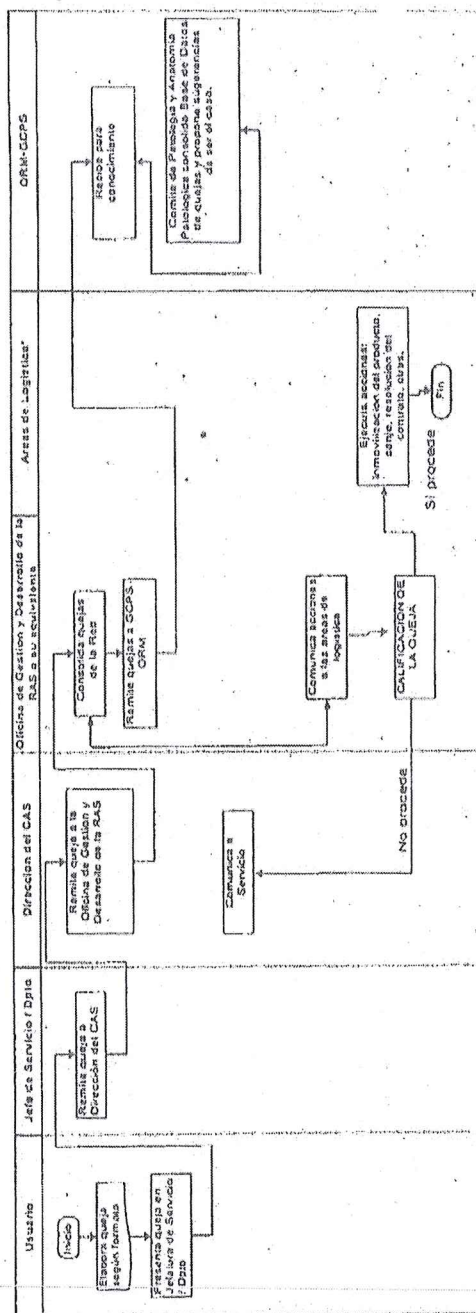 Usuario
Inicio
Elabora queja
según formato
Presenta queja en
Jefatura de Servicio
/ Dpto
Jefe de Servicio / Dpto
Remite queja a
Dirección del CAS
Dirección del CAS
Remite queja a la
Oficina de Gestion y
Desarrollo de la RAS
Comunica a
Servicio
No procede
Oficina de Gestion y Desarrollo de la
RAS o su equivalente
Consolida quejas
de la Red
Remite quejas a GCPS-
ORM
Comunica acciones
a las areas de
logistica
CALIFICACION DE
LA QUEJA
Areas de Logistica
Ejecuta acciones:
Inmovilizacion del producto,
canje, resolucion del
contrato, otros.
Si procede
Fin
ORM-GCPS
Recibe para
conocimiento
Comite de Patologia y Anatomia
Patologica consolida Base de Datos
de quejas y propone sugerencias
de ser el caso.